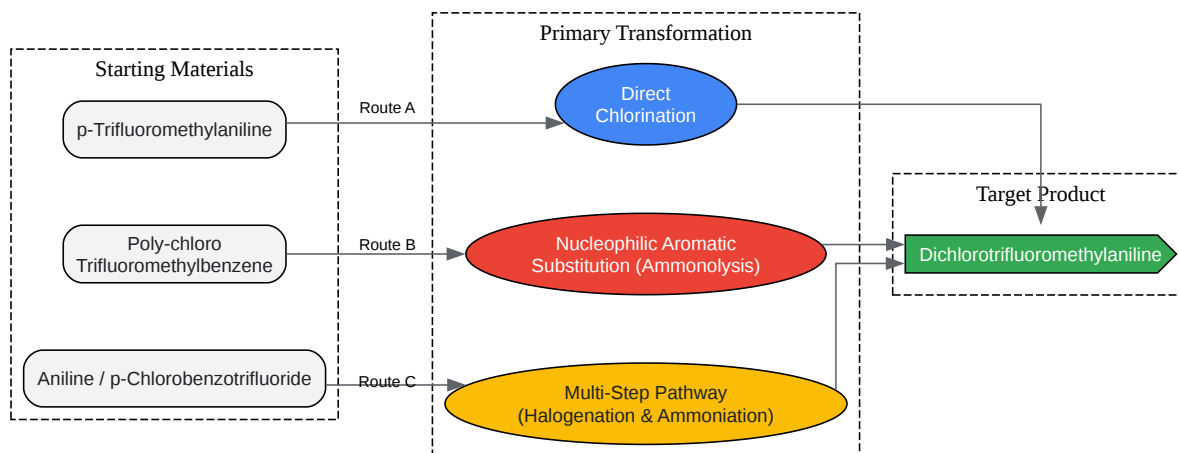 Primary Transformation
Starting Materials
Direct
Chlorination
Route A
p-Trifluoromethylaniline
Target Product
Poly-chloro
Trifluoromethylbenzene
Route B
Nucleophilic Aromatic
Substitution (Ammonolysis)
Dichlorotrifluoromethylaniline
Aniline / p-Chlorobenzotrifluoride
Route C
Multi-Step Pathway
(Halogenation & Ammoniation)